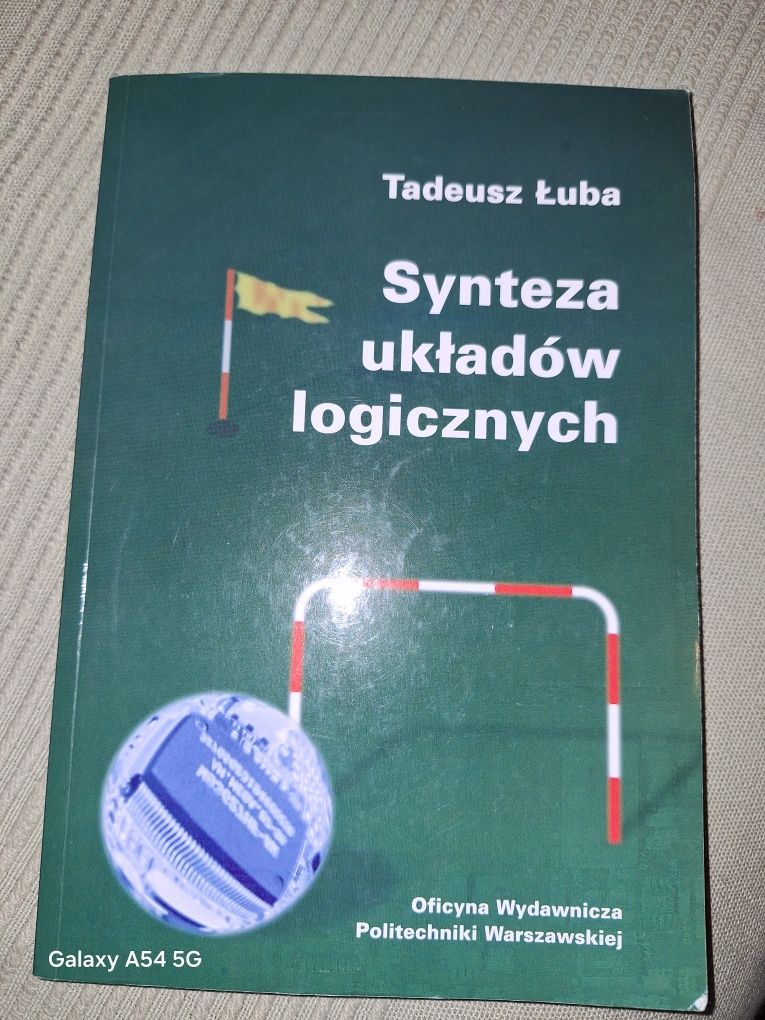 Tadeusz Łuba
Synteza
układów
logicznych
Oficyna Wydawnicza
Politechniki Warszawskiej
Galaxy A54 5G